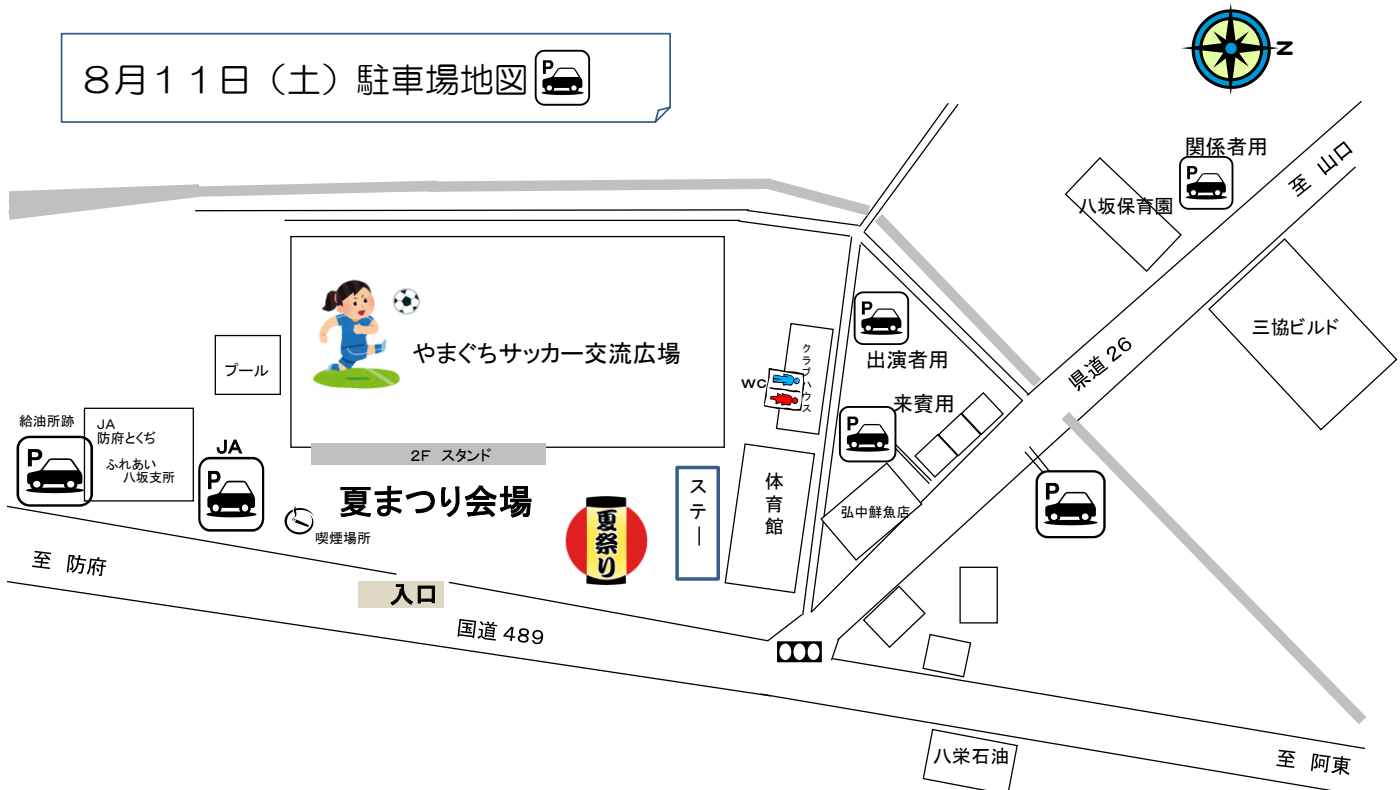 ８月１１日（土）駐車場地図
P
N
関係者用
P
至 山口
八坂保育園
三協ビルド
県道 26
やまぐちサッカー交流広場
プール
クラブハウス
WC
P
出演者用
来賓用
P
給油所跡
P
JA
防府とくぢ
ふれあい
八坂支所
JA
P
2F スタンド
夏まつり会場
夏祭り
ステー
体育館
弘中鮮魚店
P
喫煙場所
至 防府
入口
国道 489
八栄石油
至 阿東